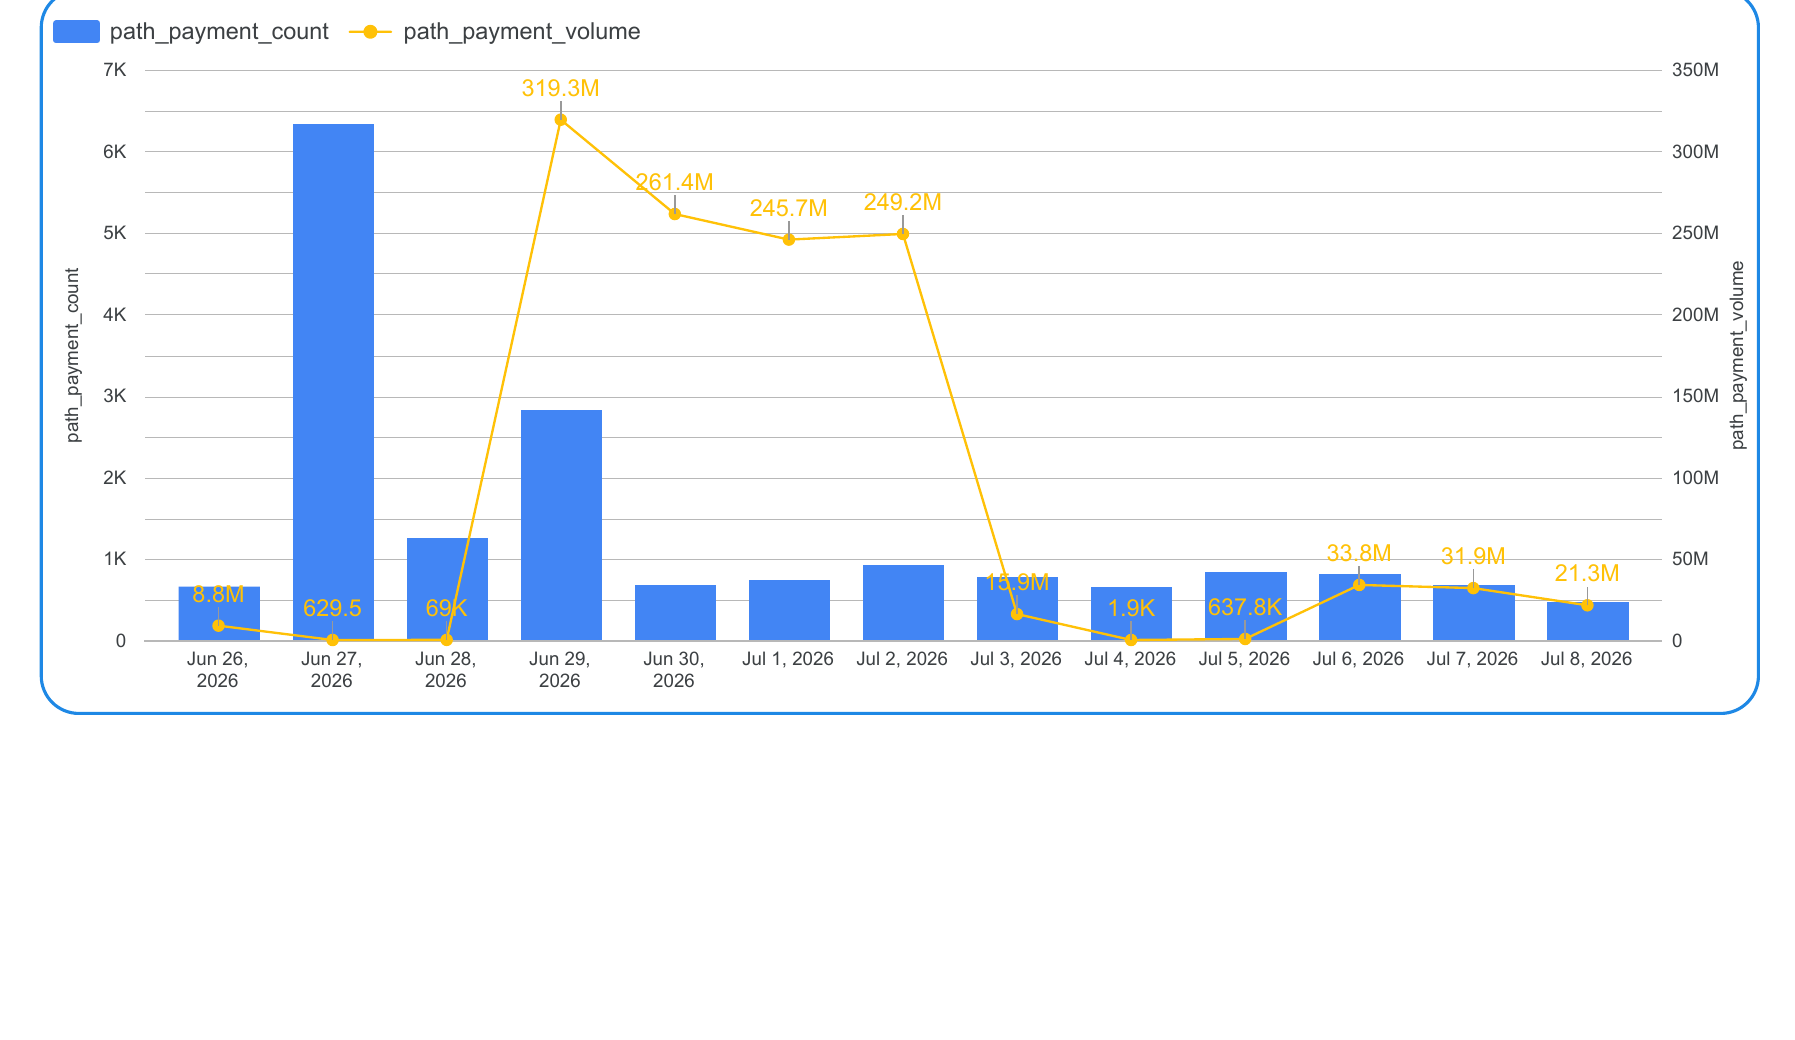 path_payment_count path_payment_volume
7K
6K
5K
4K
3K
2K
1K
0
path_payment_count
350M
300M
250M
200M
150M
100M
50M
0
path_payment_volume
8.8M
629.5
69K
319.3M
261.4M
245.7M
249.2M
15.9M
1.9K
637.8K
33.8M
31.9M
21.3M
Jun 26,
2026
Jun 27,
2026
Jun 28,
2026
Jun 29,
2026
Jun 30,
2026
Jul 1, 2026
Jul 2, 2026
Jul 3, 2026
Jul 4, 2026
Jul 5, 2026
Jul 6, 2026
Jul 7, 2026
Jul 8, 2026